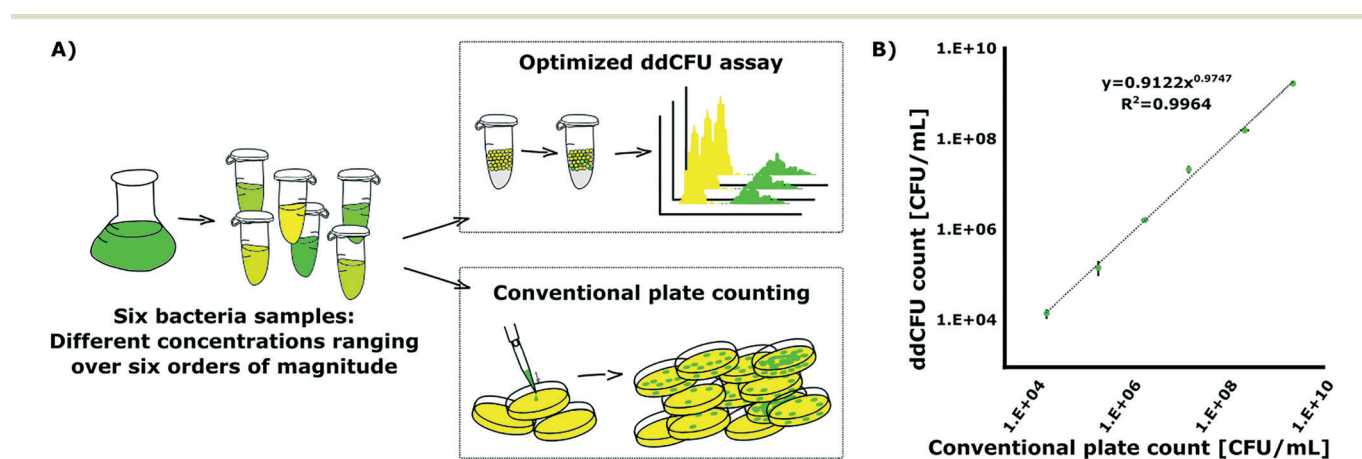 A)
Six bacteria samples:
Different concentrations ranging
over six orders of magnitude
Optimized ddCFU assay
Conventional plate counting
B)
ddCFU count [CFU/mL]
1.E+10
1.E+08
1.E+06
1.E+04
y=0.9122x^0.9747
R²=0.9964
1.E+04
1.E+06
1.E+08
1.E+10
Conventional plate count [CFU/mL]